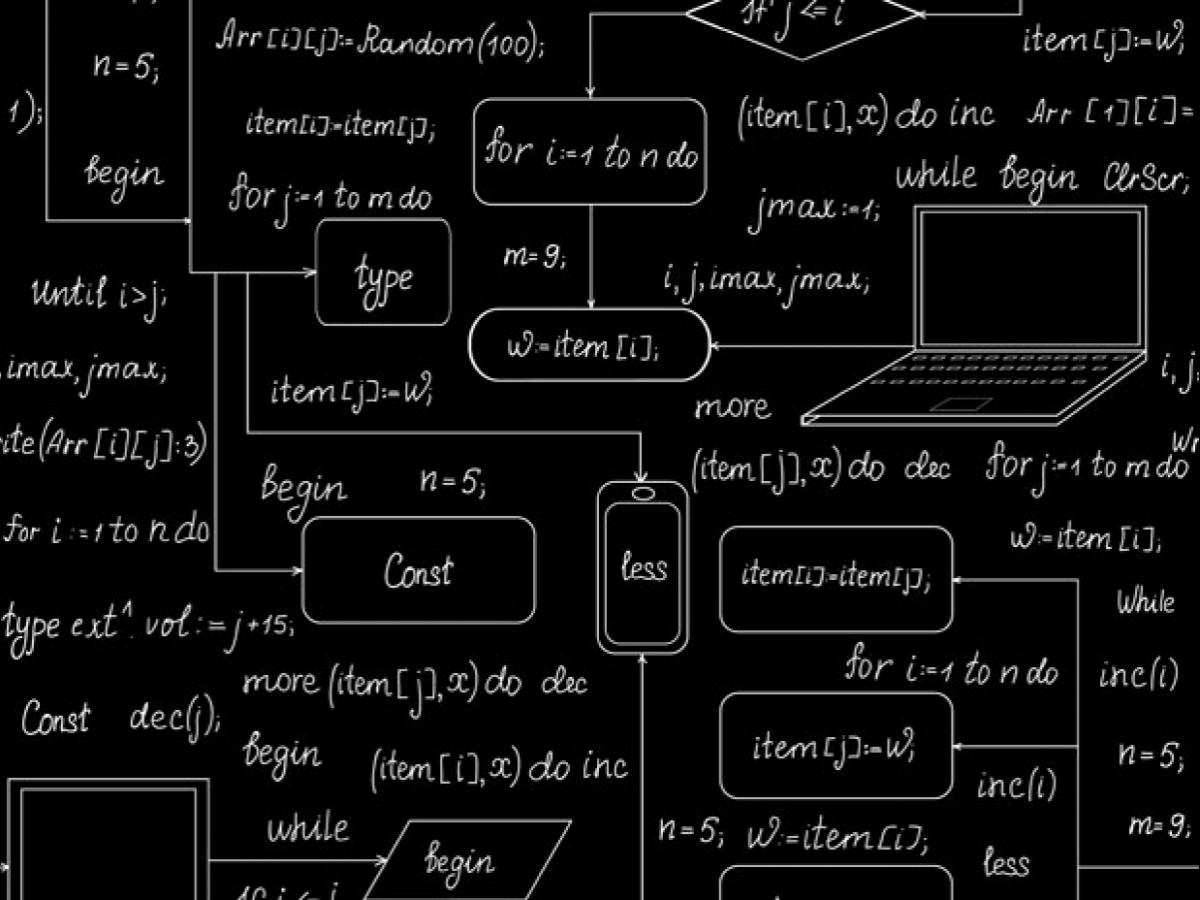 If j <= i
Arr[i][j]:=Random(100);
item[j]:=w;
n=5;
1);
item[i]:=item[j];
for i:=1 to n do
(item[i],x) do inc
Arr [1][i]=
begin
for j:=1 to m do
while begin ClrScr;
jmax:=1;
type
m=9;
i, j, imax, jmax;
Until i>j;
w:=item [i];
imax, jmax;
item [j]:=w;
more
i, j
ite(Arr[i][j]:3)
(item[j],x) do dec
for j:=1 to m do
Wr
begin
n=5;
for i:=1 to n do
Const
less
item[i]:=item[j];
w:=item [i];
While
type ext1. vol:=j+15;
for i:=1 to n do
inc(i)
more (item[j],x) do dec
Const
dec(j);
item[j]:=w;
n=5;
begin
(item[i],x) do inc
inc(i)
while
n=5;
w:=item[i];
m=9;
begin
less